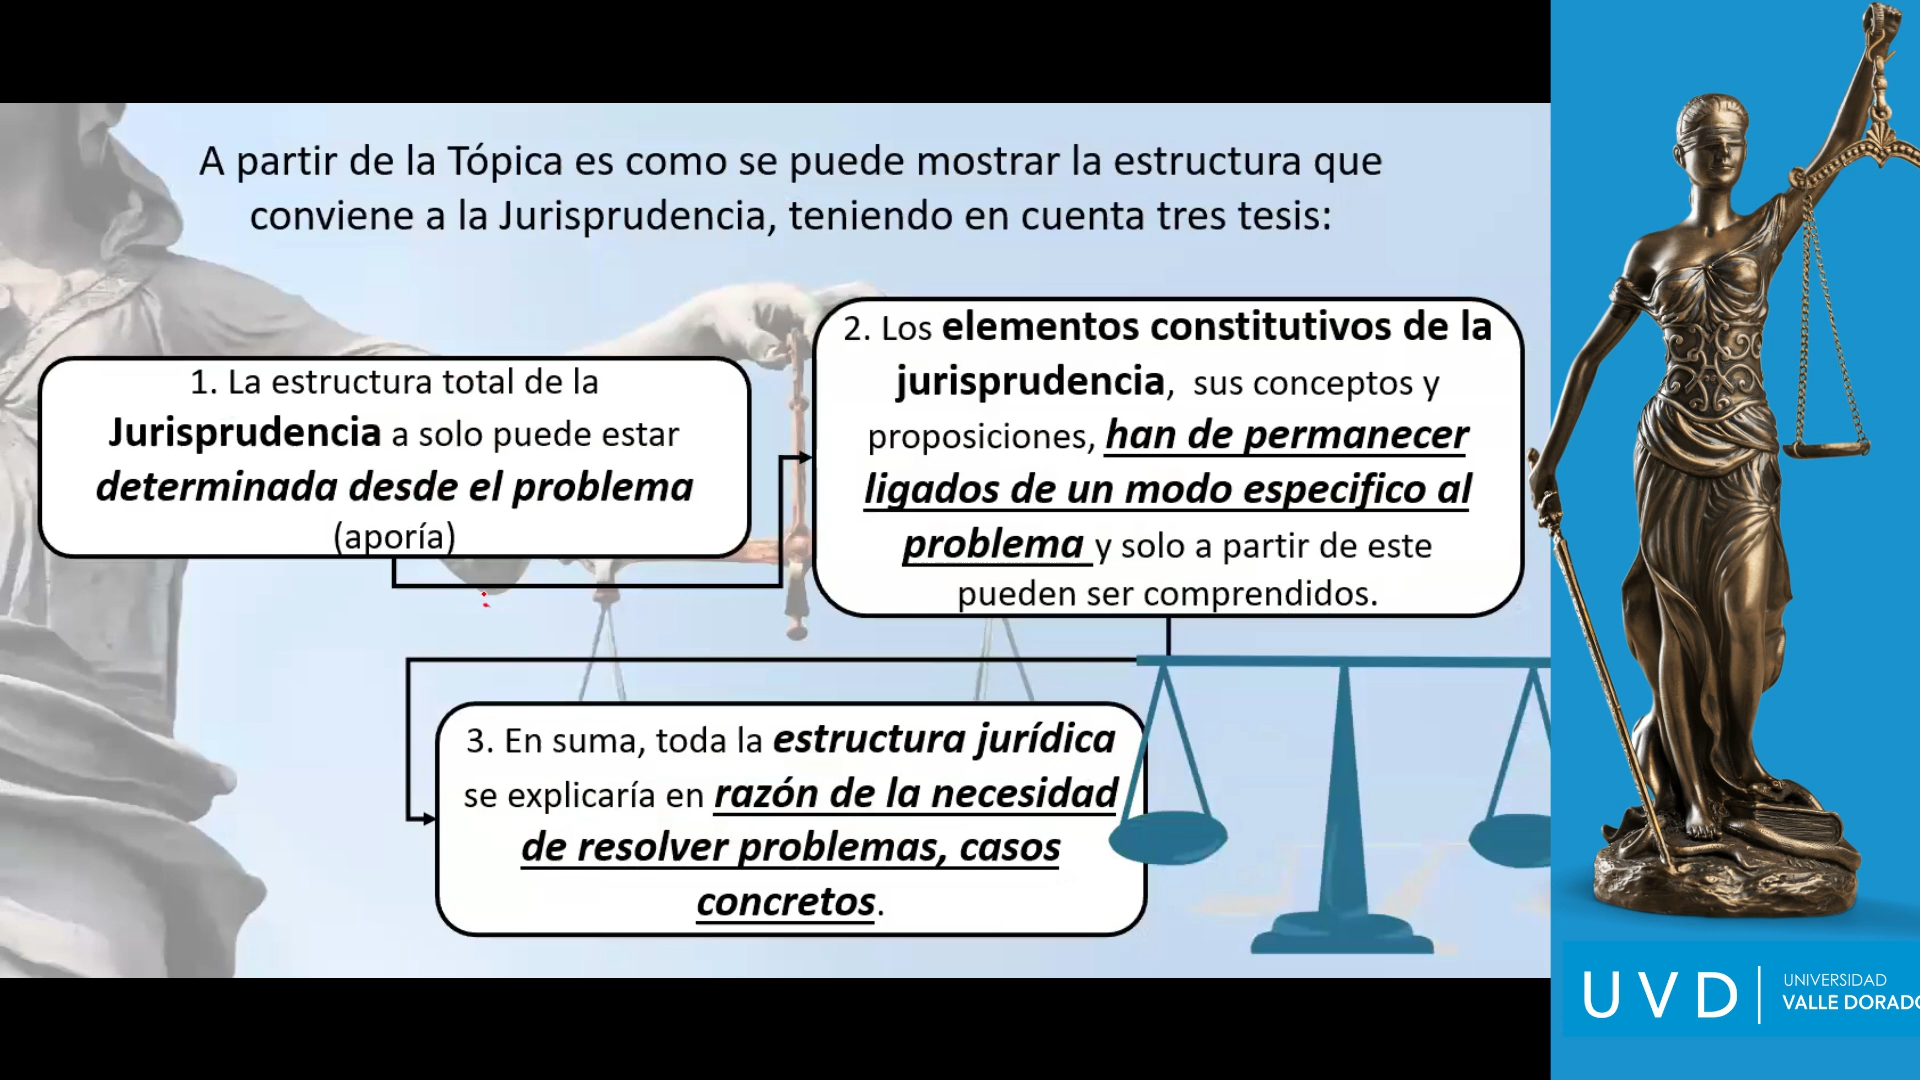 A partir de la Tópica es como se puede mostrar la estructura que
conviene a la Jurisprudencia, teniendo en cuenta tres tesis:
1. La estructura total de la
Jurisprudencia a solo puede estar
determinada desde el problema
(aporía)
2. Los elementos constitutivos de la
jurisprudencia, sus conceptos y
proposiciones, han de permanecer
ligados de un modo especifico al
problema y solo a partir de este
pueden ser comprendidos.
3. En suma, toda la estructura jurídica
se explicaría en razón de la necesidad
de resolver problemas, casos
concretos.
UVD
UNIVERSIDAD
VALLE DORADO